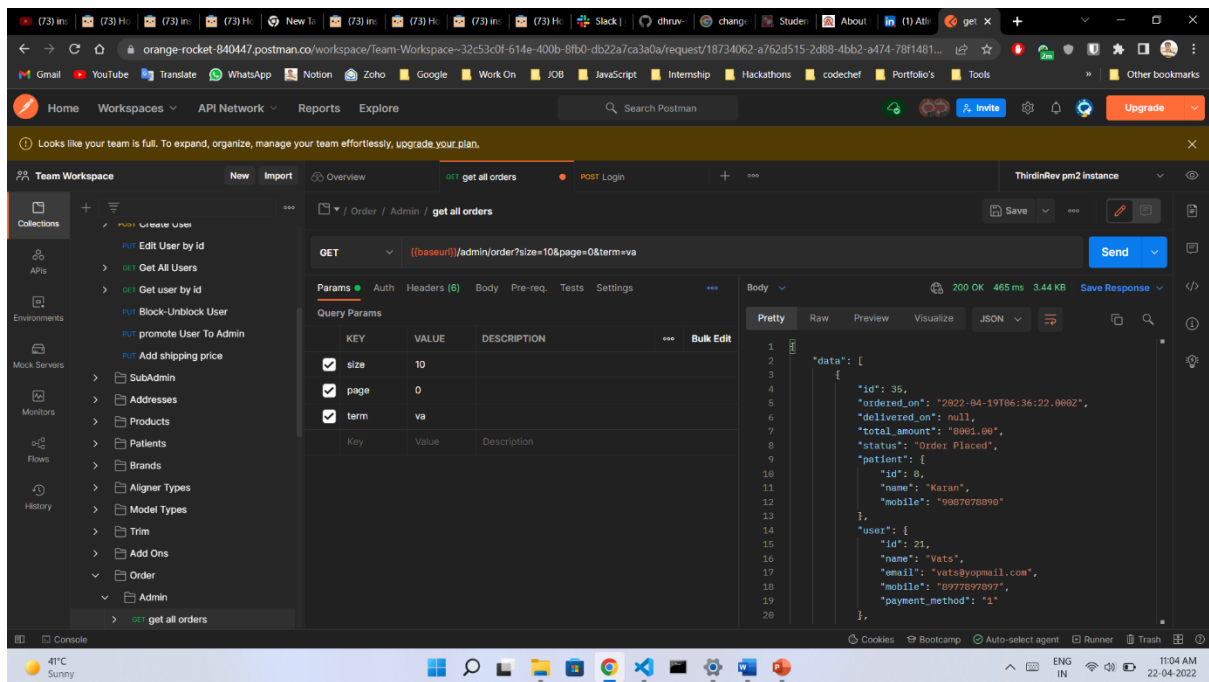 (73) ins (73) Ho (73) ins (73) Ho New Ta (73) ins (73) Ho (73) ins (73) Ho Slack | dhruv- change Studen About in (1) Atli get
orange-rocket-840447.postman.co/workspace/Team-Workspace~32c53c0f-614e-400b-8fb0-db22a7ca3a0a/request/18734062-a762d515-2d88-4bb2-a474-78f1481...
2m
Gmail YouTube Translate WhatsApp Notion Zoho Google Work On JOB JavaScript Internship Hackathons codechef Portfolio's Tools » Other bookmarks
Home Workspaces API Network Reports Explore Search Postman Invite Upgrade
Looks like your team is full. To expand, organize, manage your team effortlessly, upgrade your plan.
Team Workspace New Import Overview GET get all orders POST Login ThirdinRev pm2 instance
Collections
APIs
Environments
Mock Servers
Monitors
Flows
History
POST Create User
PUT Edit User by id
GET Get All Users
GET Get user by id
PUT Block-Unblock User
PUT promote User To Admin
PUT Add shipping price
SubAdmin
Addresses
Products
Patients
Brands
Aligner Types
Model Types
Trim
Add Ons
Order
Admin
GET get all orders
/ Order / Admin / get all orders Save
GET {{baseurl}}/admin/order?size=10&page=0&term=va Send
Params Auth Headers (6) Body Pre-req. Tests Settings
Query Params
KEY VALUE DESCRIPTION Bulk Edit
size 10
page 0
term va
Key Value Description
Body 200 OK 465 ms 3.44 KB Save Response
Pretty Raw Preview Visualize JSON
1 {
2 "data": [
3 {
4 "id": 35,
5 "ordered_on": "2022-04-19T06:36:22.000Z",
6 "delivered_on": null,
7 "total_amount": "8001.00",
8 "status": "Order Placed",
9 "patient": {
10 "id": 8,
11 "name": "Karan",
12 "mobile": "9087078890"
13 },
14 "user": {
15 "id": 21,
16 "name": "Vats",
17 "email": "vats@yopmail.com",
18 "mobile": "8977897897",
19 "payment_method": "1"
20 },
Console Cookies Bootcamp Auto-select agent Runner Trash
41°C
Sunny
ENG
IN
11:04 AM
22-04-2022